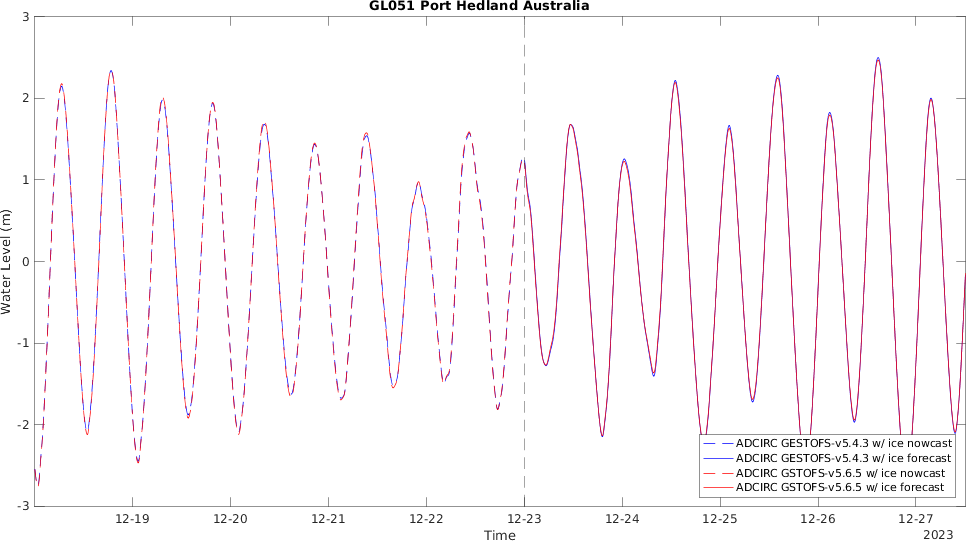 GL051 Port Hedland Australia
3
2
1
0
-1
-2
-3
Water Level (m)
12-19
12-20
12-21
12-22
12-23
12-24
12-25
12-26
12-27
Time
2023
ADCIRC GESTOFS-v5.4.3 w/ ice nowcast
ADCIRC GESTOFS-v5.4.3 w/ ice forecast
ADCIRC GSTOFS-v5.6.5 w/ ice nowcast
ADCIRC GSTOFS-v5.6.5 w/ ice forecast